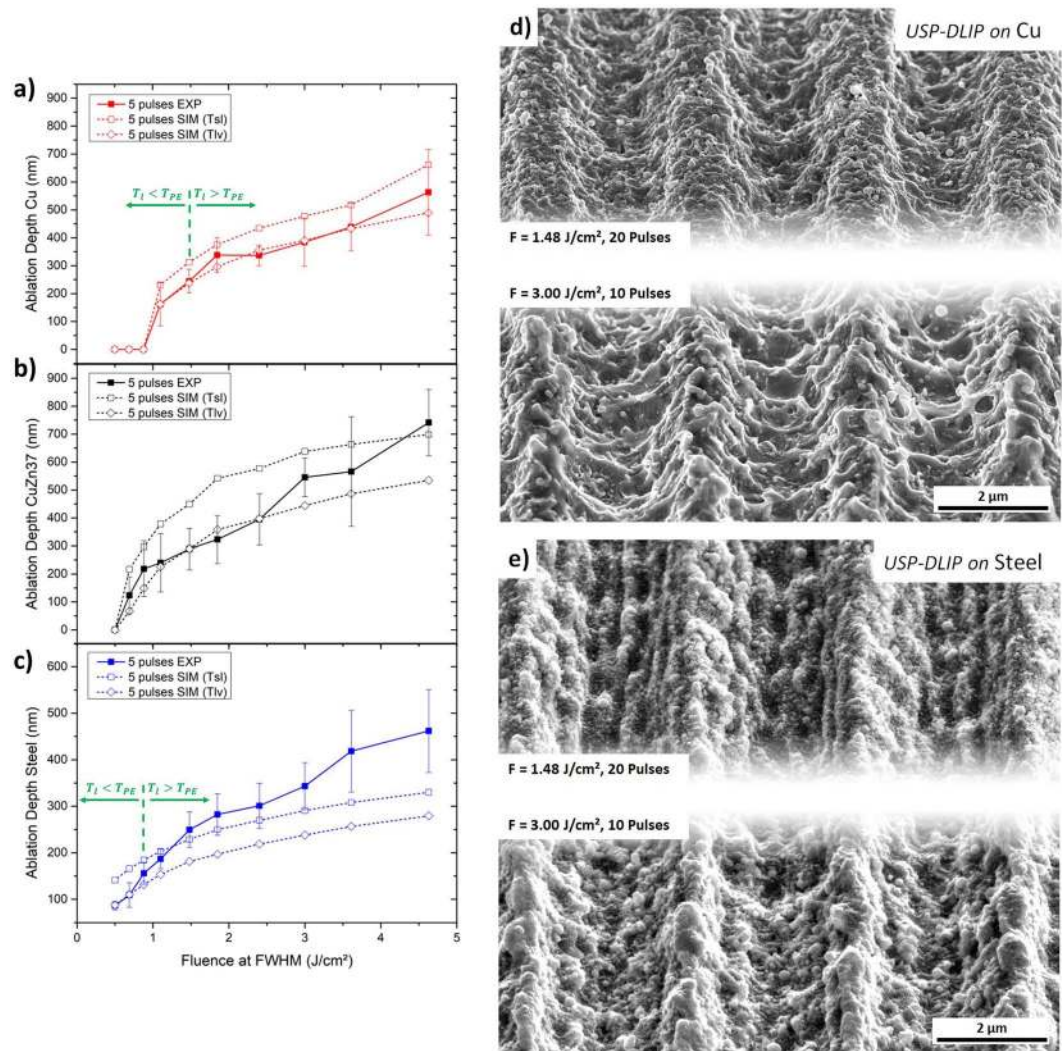 a)
Ablation Depth Cu (nm)
900
800
700
600
500
400
300
200
100
0
5 pulses EXP
5 pulses SIM (Tsl)
5 pulses SIM (Tlv)
T_l < T_PE
T_l > T_PE
b)
Ablation Depth CuZn37 (nm)
900
800
700
600
500
400
300
200
100
0
5 pulses EXP
5 pulses SIM (Tsl)
5 pulses SIM (Tlv)
c)
Ablation Depth Steel (nm)
600
500
400
300
200
100
5 pulses EXP
5 pulses SIM (Tsl)
5 pulses SIM (Tlv)
T_l < T_PE
T_l > T_PE
0 1 2 3 4 5
Fluence at FWHM (J/cm²)
d)
USP-DLIP on Cu
F = 1.48 J/cm², 20 Pulses
F = 3.00 J/cm², 10 Pulses
2 µm
e)
USP-DLIP on Steel
F = 1.48 J/cm², 20 Pulses
F = 3.00 J/cm², 10 Pulses
2 µm